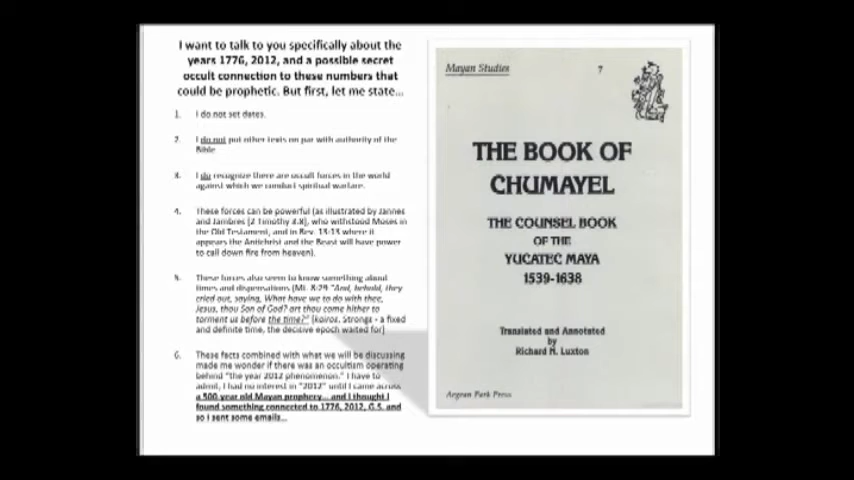 I want to talk to you specifically about the
years 1776, 2012, and a possible secret
occult connection to these numbers that
could be prophetic. But first, let me state...
1. I do not set dates.
2. I do not put other texts on par with authority of the
Bible
3. I do recognize there are occult forces in the world
against which we conduct spiritual warfare.
4. These forces can be powerful (as illustrated by Jannes
and Jambres [2 Timothy 3:8], who withstood Moses in
the Old Testament, and in Rev. 13:13 where it
appears the Antichrist and the Beast will have power
to call down fire from heaven).
5. These forces also seem to know something about
times and dispensations (Mt. 8:29 "And, behold, they
cried out, saying, What have we to do with thee,
Jesus, thou Son of God? art thou come hither to
torment us before the time?" [kairos, Strongs - a fixed
and definite time, the decisive epoch waited for]
6. These facts combined with what we will be discussing
made me wonder if there was an occultism operating
behind "the year 2012 phenomenon." I have to
admit, I had no interest in "2012" until I came across
a 500 year old Mayan prophecy... and I thought I
found something connected to 1776, 2012, G.S. and
so I sent some emails...
Mayan Studies 7
THE BOOK OF
CHUMAYEL
THE COUNSEL BOOK
OF THE
YUCATEC MAYA
1539-1638
Translated and Annotated
by
Richard N. Luxton
Aegean Park Press